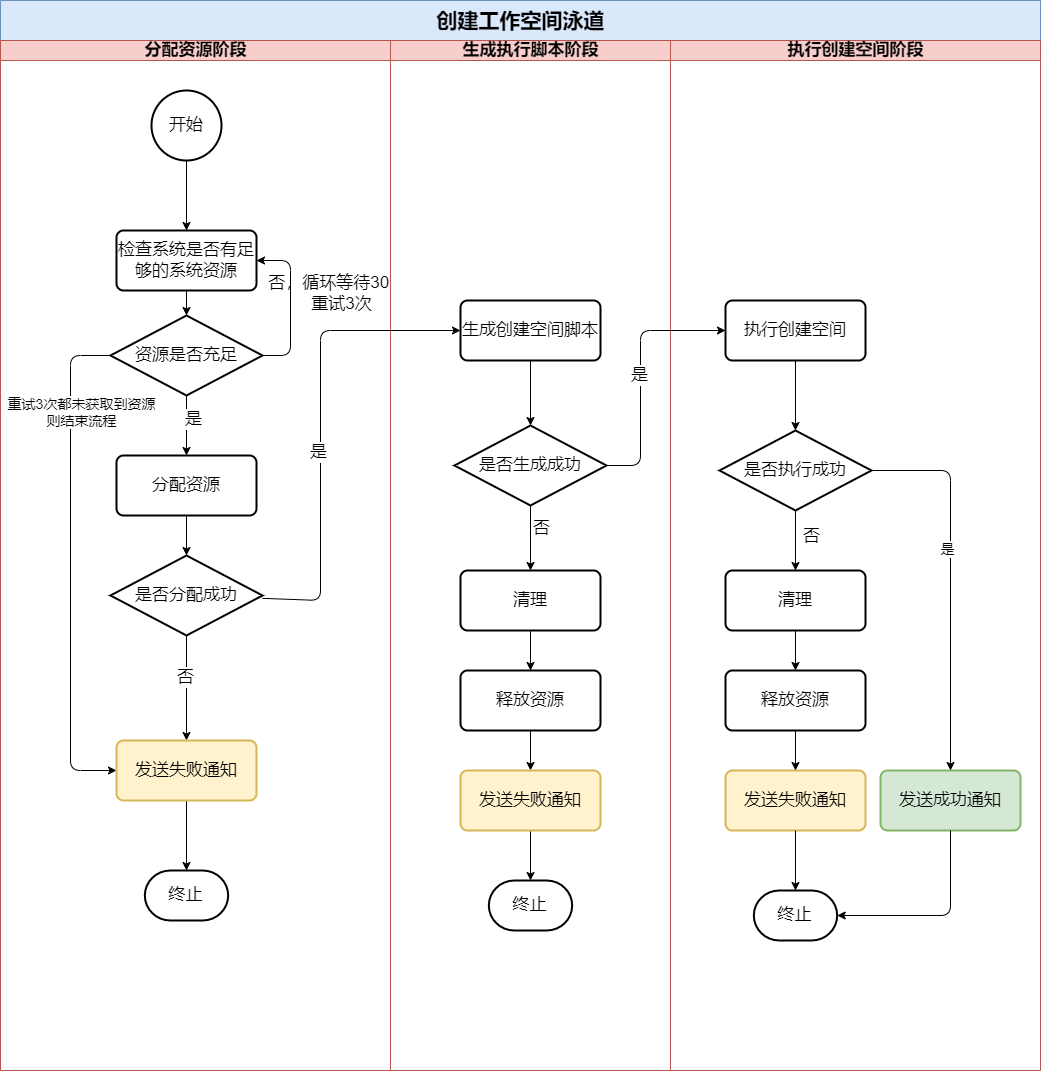 创建工作空间泳道
分配资源阶段
生成执行脚本阶段
执行创建空间阶段
开始
检查系统是否有足
够的系统资源
否，循环等待30
重试3次
资源是否充足
重试3次都未获取到资源
则结束流程
是
分配资源
是
是否分配成功
否
发送失败通知
终止
生成创建空间脚本
是
是否生成成功
否
清理
释放资源
发送失败通知
终止
执行创建空间
是否执行成功
否
是
清理
释放资源
发送失败通知
发送成功通知
终止